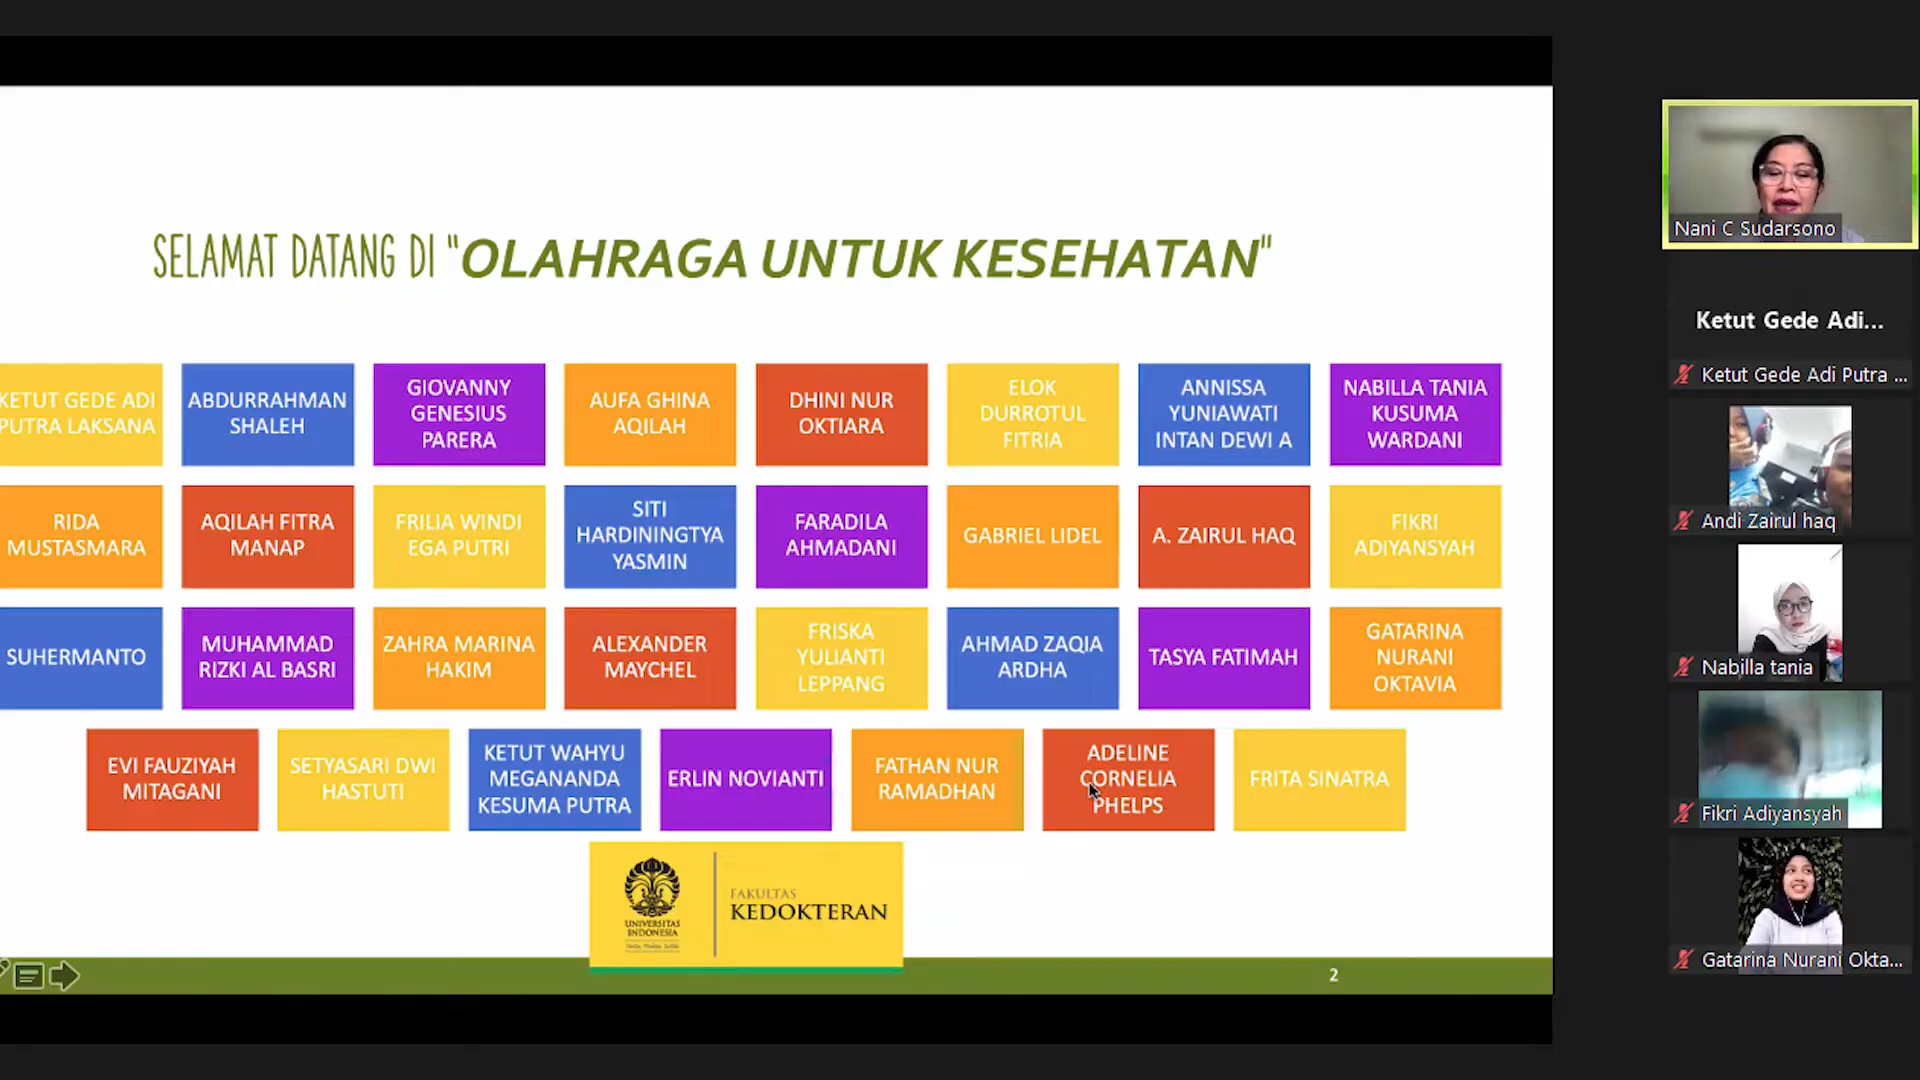 SELAMAT DATANG DI "OLAHRAGA UNTUK KESEHATAN"
KETUT GEDE ADI
PUTRA LAKSANA
ABDURRAHMAN
SHALEH
GIOVANNY
GENESIUS
PARERA
AUFA GHINA
AQILAH
DHINI NUR
OKTIARA
ELOK
DURROTUL
FITRIA
ANNISSA
YUNIAWATI
INTAN DEWI A
NABILLA TANIA
KUSUMA
WARDANI
RIDA
MUSTASMARA
AQILAH FITRA
MANAP
FRILIA WINDI
EGA PUTRI
SITI
HARDININGTYA
YASMIN
FARADILA
AHMADANI
GABRIEL LIDEL
A. ZAIRUL HAQ
FIKRI
ADIYANSYAH
SUHERMANTO
MUHAMMAD
RIZKI AL BASRI
ZAHRA MARINA
HAKIM
ALEXANDER
MAYCHEL
FRISKA
YULIANTI
LEPPANG
AHMAD ZAQIA
ARDHA
TASYA FATIMAH
GATARINA
NURANI
OKTAVIA
EVI FAUZIYAH
MITAGANI
SETYASARI DWI
HASTUTI
KETUT WAHYU
MEGANANDA
KESUMA PUTRA
ERLIN NOVIANTI
FATHAN NUR
RAMADHAN
ADELINE
CORNELIA
PHELPS
FRITA SINATRA
UNIVERSITAS
INDONESIA
FAKULTAS
KEDOKTERAN
2
Nani C Sudarsono
Ketut Gede Adi...
Ketut Gede Adi Putra ...
Andi Zairul haq
Nabilla tania
Fikri Adiyansyah
Gatarina Nurani Okta...